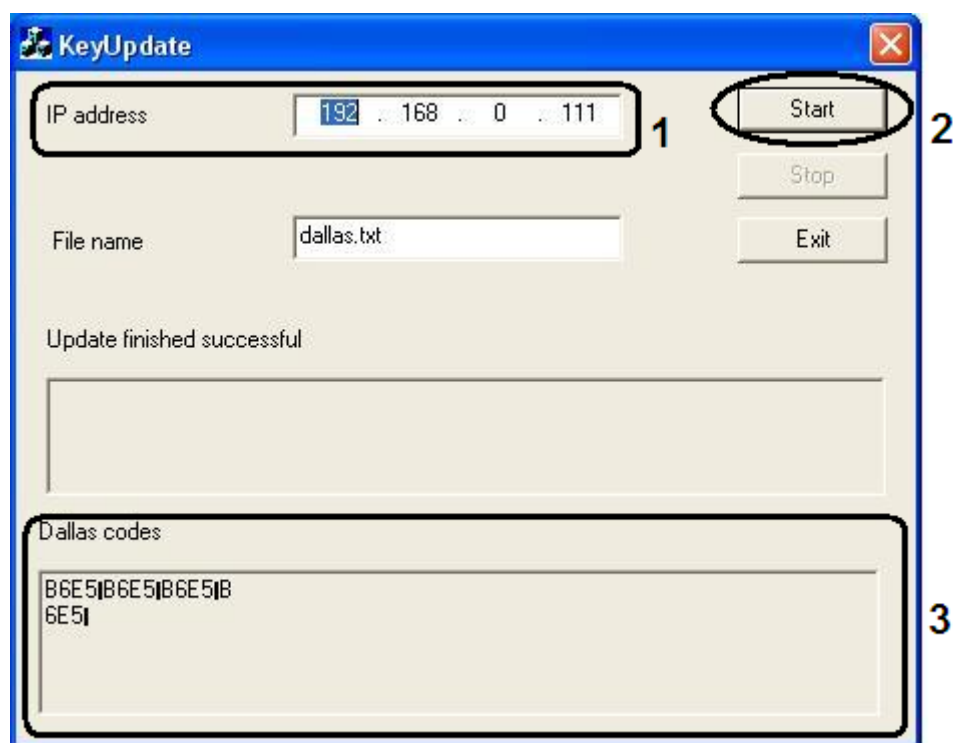 KeyUpdate
IP address 192 . 168 . 0 . 111 1 Start 2
Stop
File name dallas.txt Exit
Update finished successful
Dallas codes
B6E5|B6E5|B6E5|B
6E5|
3